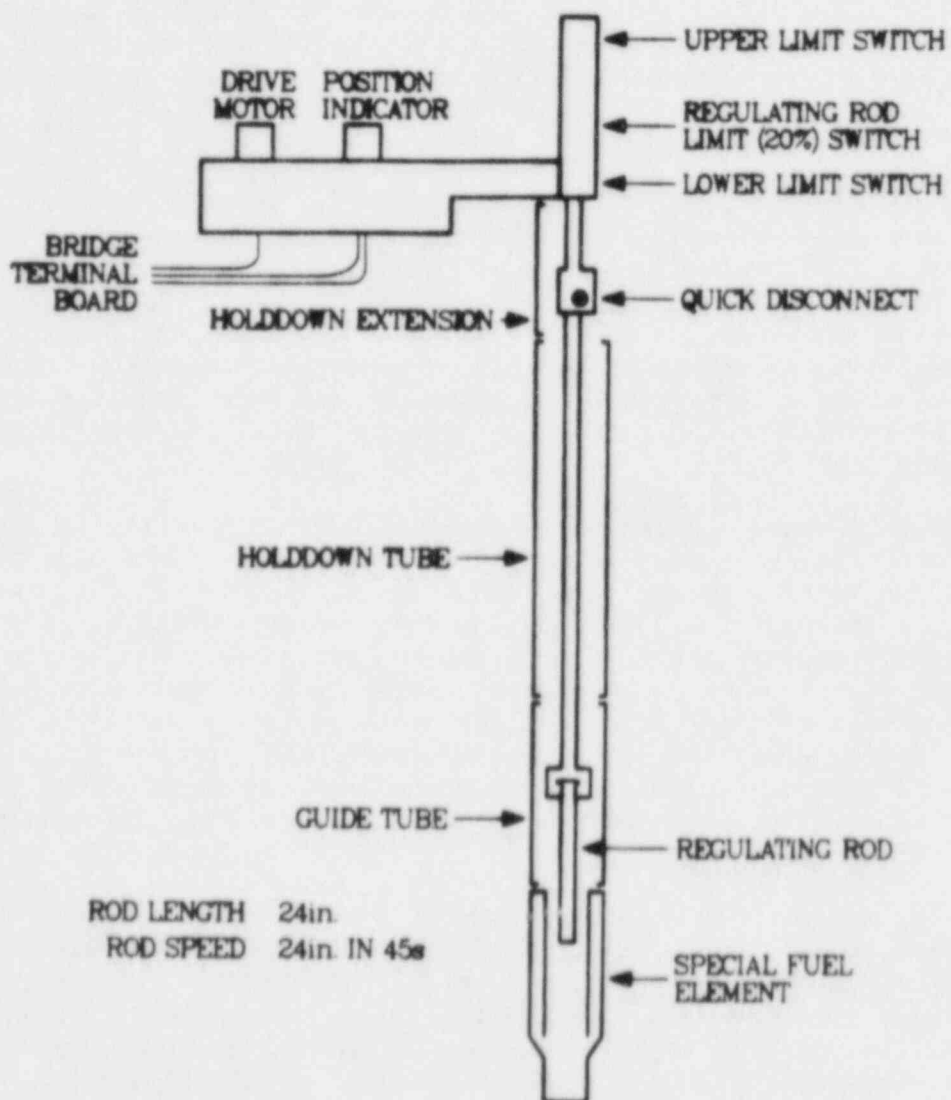 UPPER LIMIT SWITCH
DRIVE
MOTOR
POSITION
INDICATOR
REGULATING ROD
LIMIT (20%) SWITCH
LOWER LIMIT SWITCH
BRIDGE
TERMINAL
BOARD
QUICK DISCONNECT
HOLDDOWN EXTENSION
HOLDDOWN TUBE
GUIDE TUBE
REGULATING ROD
ROD LENGTH 24in.
ROD SPEED 24in. IN 45s
SPECIAL FUEL
ELEMENT